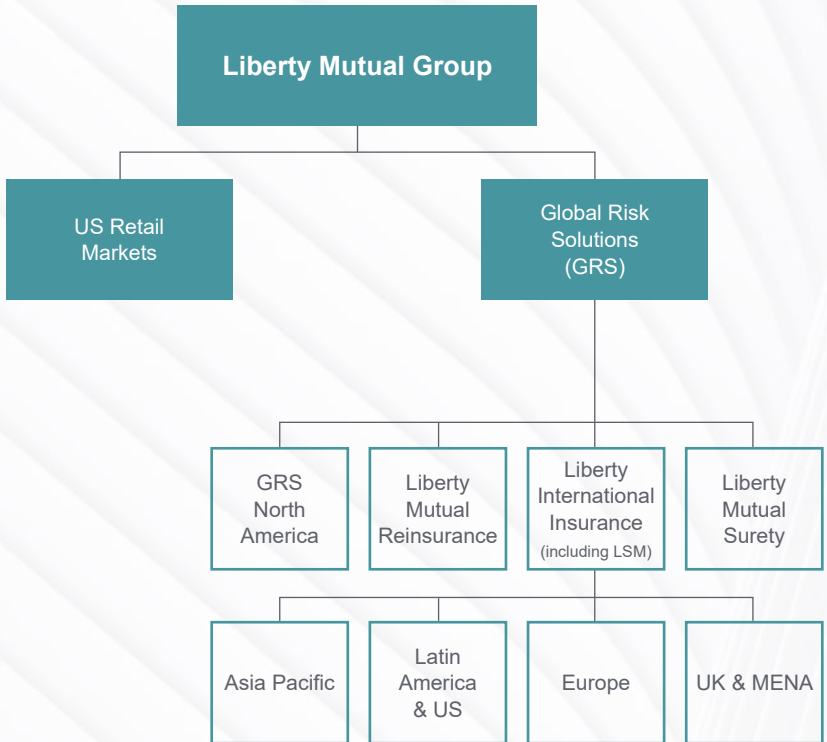 Liberty Mutual Group
US Retail
Markets
Global Risk
Solutions
(GRS)
GRS
North
America
Liberty
Mutual
Reinsurance
Liberty
International
Insurance
(including LSM)
Liberty
Mutual
Surety
Asia Pacific
Latin
America
& US
Europe
UK & MENA